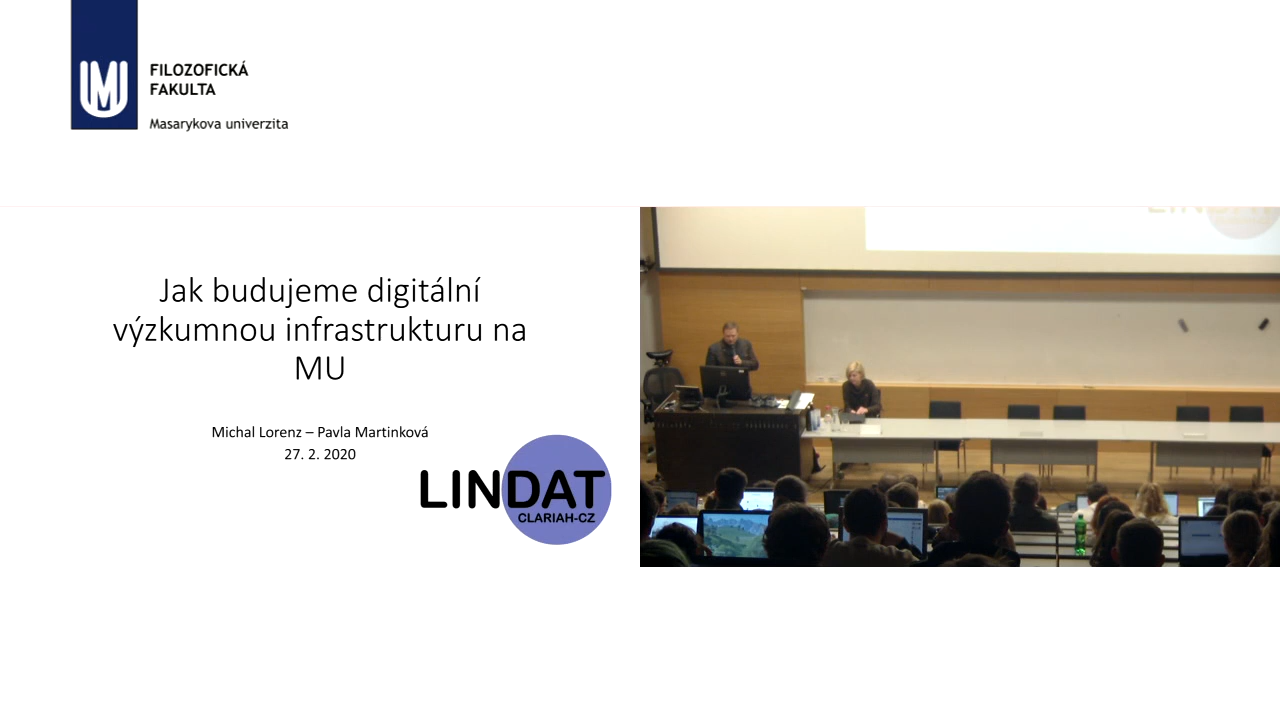 FILOZOFICKÁ
FAKULTA
Masarykova univerzita
Jak budujeme digitální
výzkumnou infrastrukturu na
MU
Michal Lorenz – Pavla Martinková
27. 2. 2020
LINDAT
CLARIAH-CZ
LINDAT